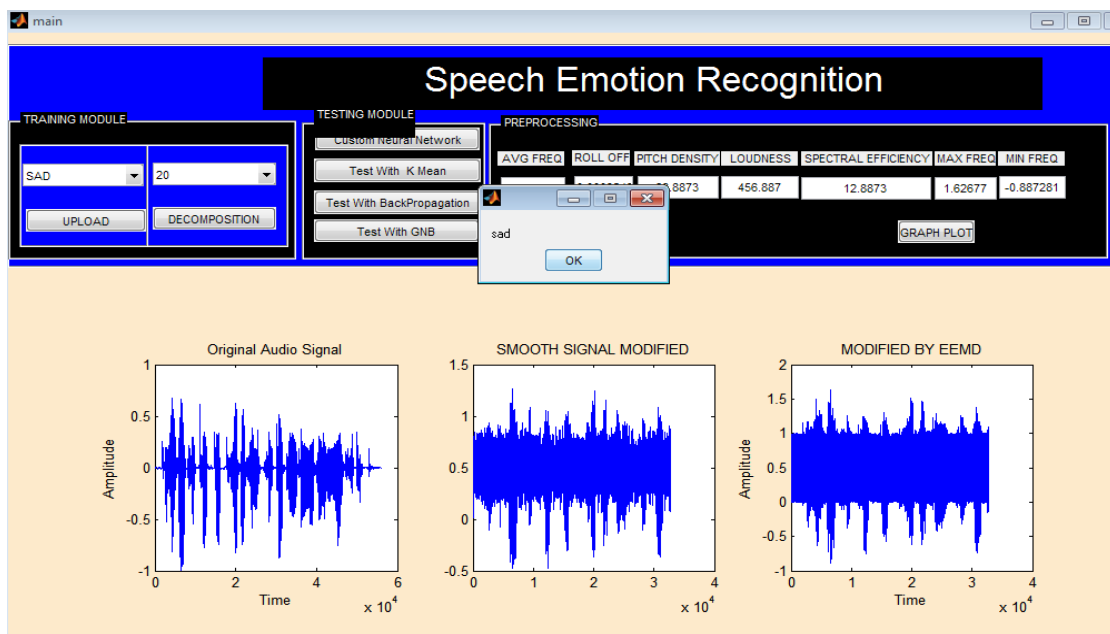 main
Speech Emotion Recognition
TRAINING MODULE
SAD
20
UPLOAD
DECOMPOSITION
TESTING MODULE
Custom Neural Network
Test With K Mean
Test With BackPropagation
Test With GNB
PREPROCESSING
AVG FREQ ROLL OFF PITCH DENSITY LOUDNESS SPECTRAL EFFICIENCY MAX FREQ MIN FREQ
.8873 456.887 12.8873 1.62677 -0.887281
GRAPH PLOT
sad
OK
Original Audio Signal
1
0.5
0
-0.5
-1
Amplitude
0 2 4 6
Time
x 10^4
SMOOTH SIGNAL MODIFIED
1.5
1
0.5
0
-0.5
0 1 2 3 4
x 10^4
MODIFIED BY EEMD
2
1.5
1
0.5
0
-0.5
-1
Amplitude
0 1 2 3 4
Time
x 10^4